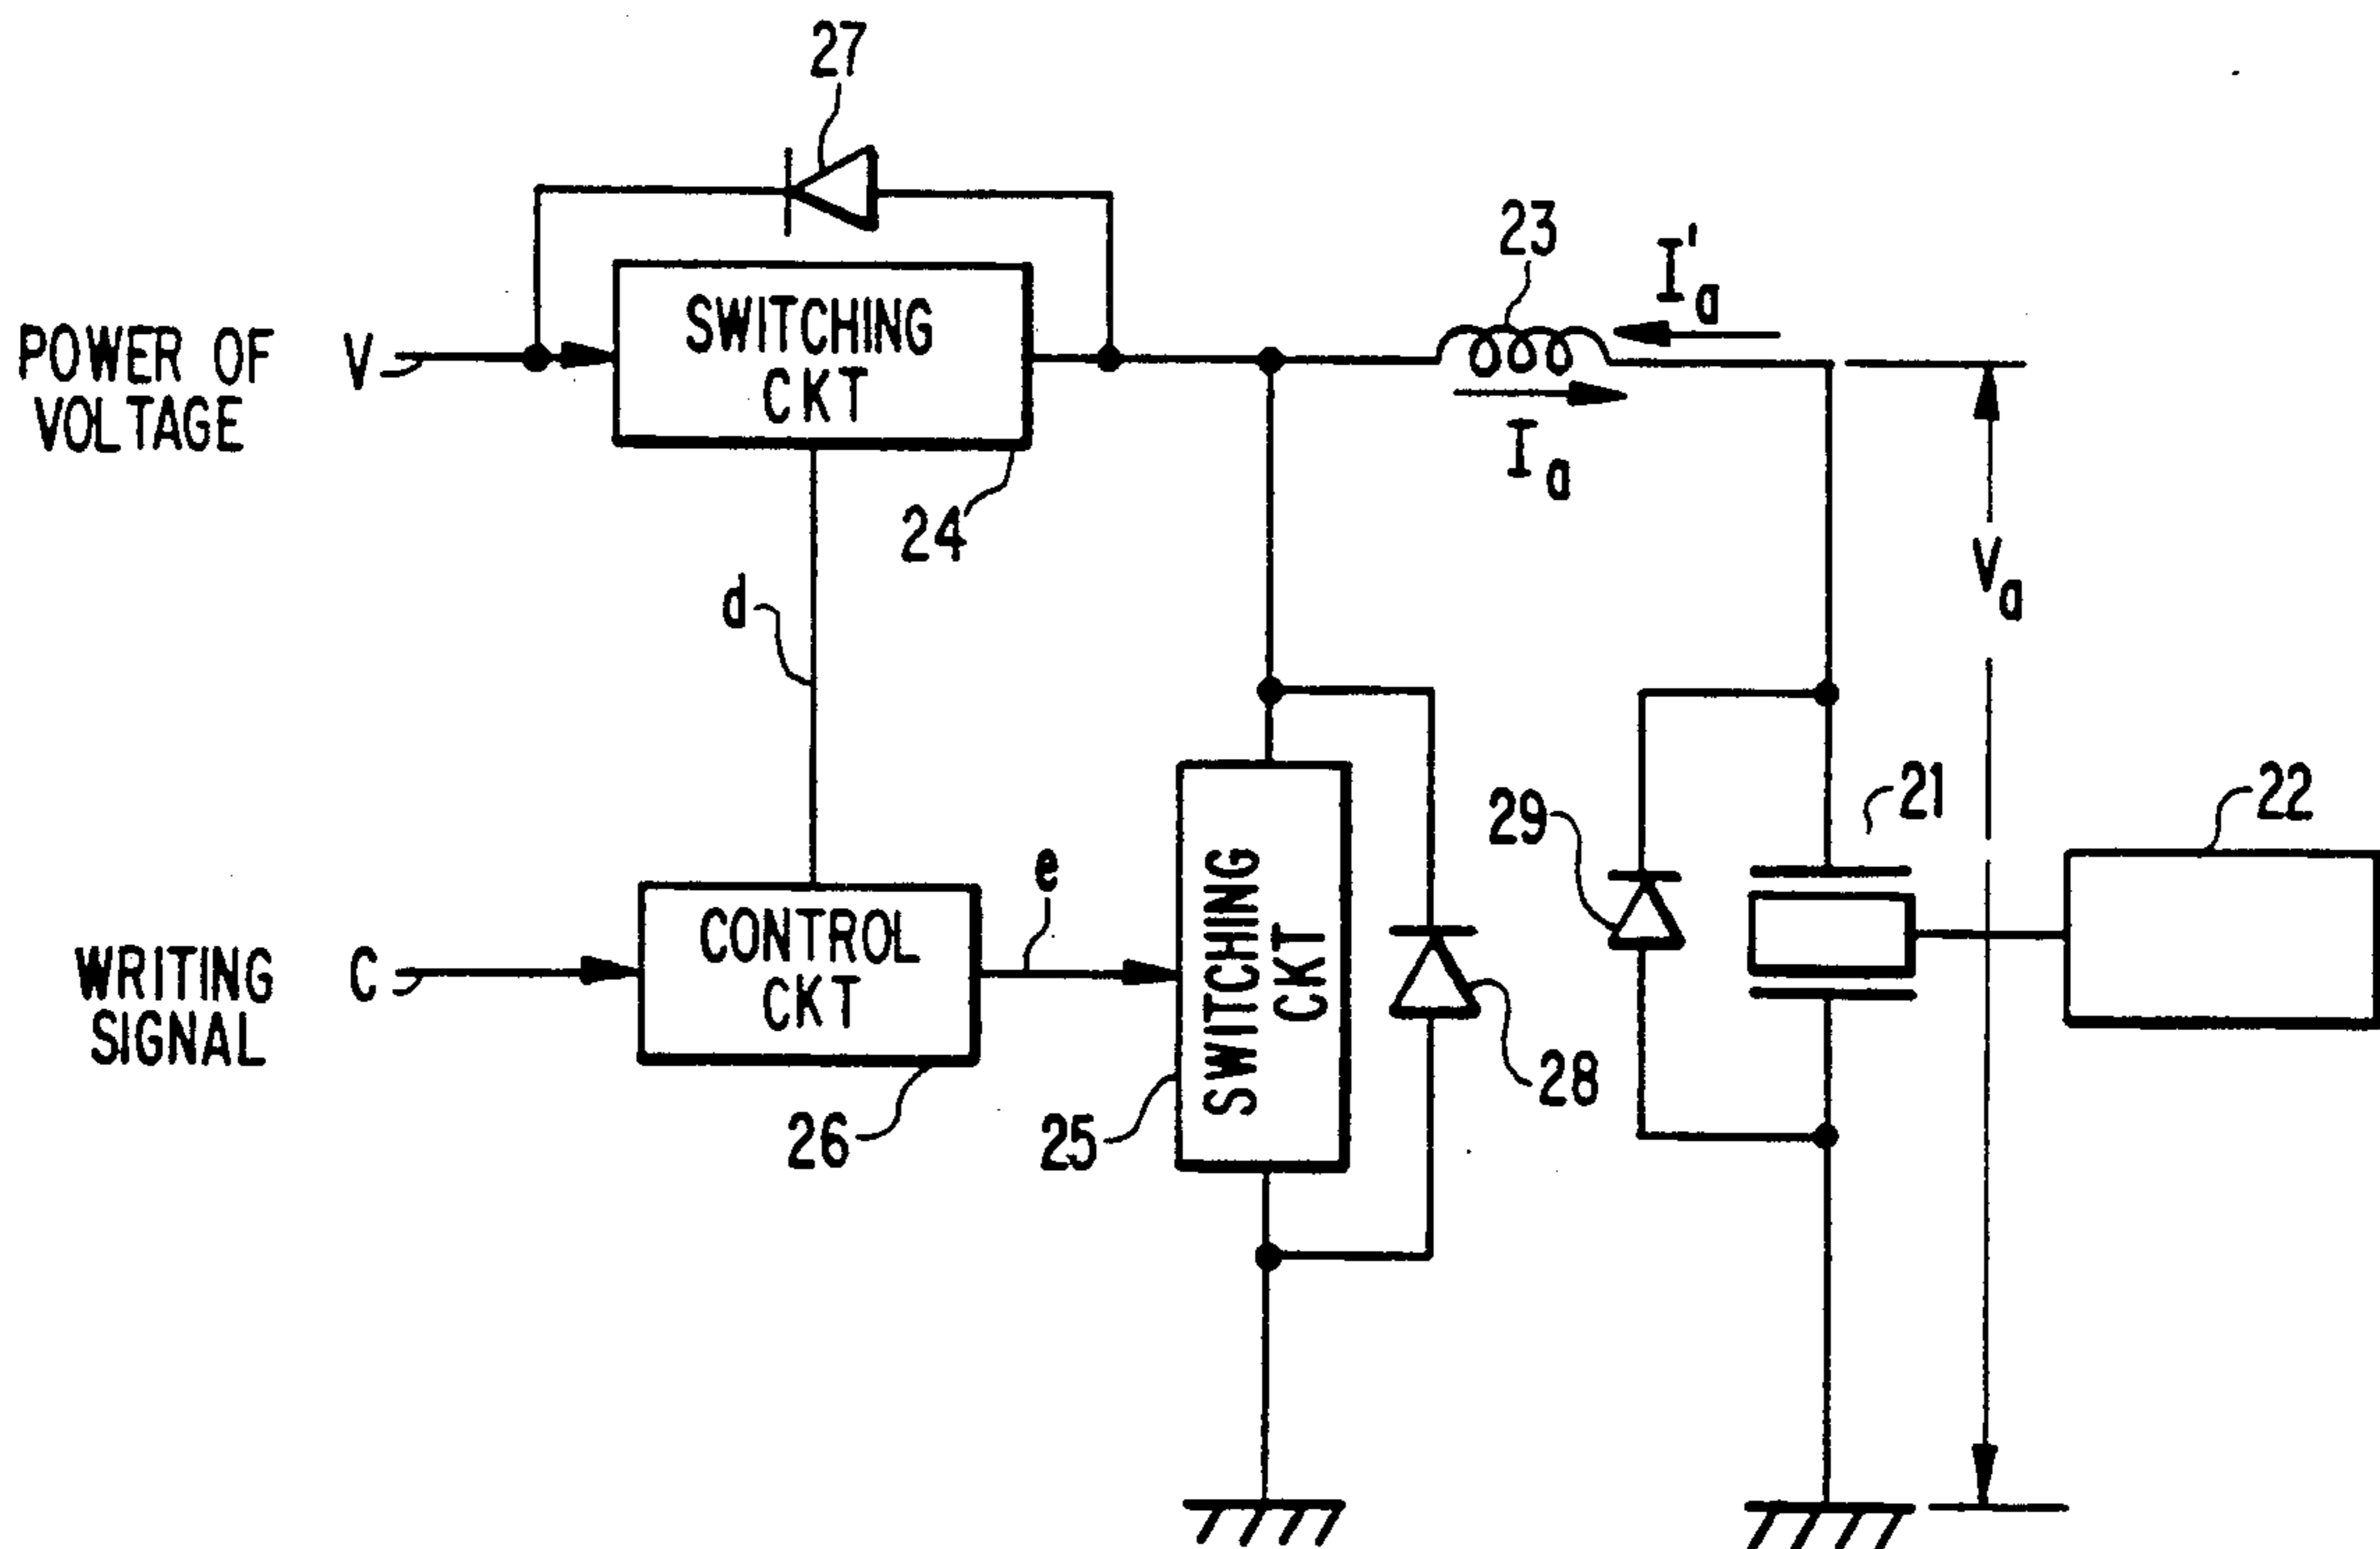 27
SWITCHING
CKT
POWER OF V
VOLTAGE
24
23
I'a
Ia
Va
d
CONTROL
CKT
WRITING C
SIGNAL
26
e
SWITCHING
CKT
25
28
29
21
22